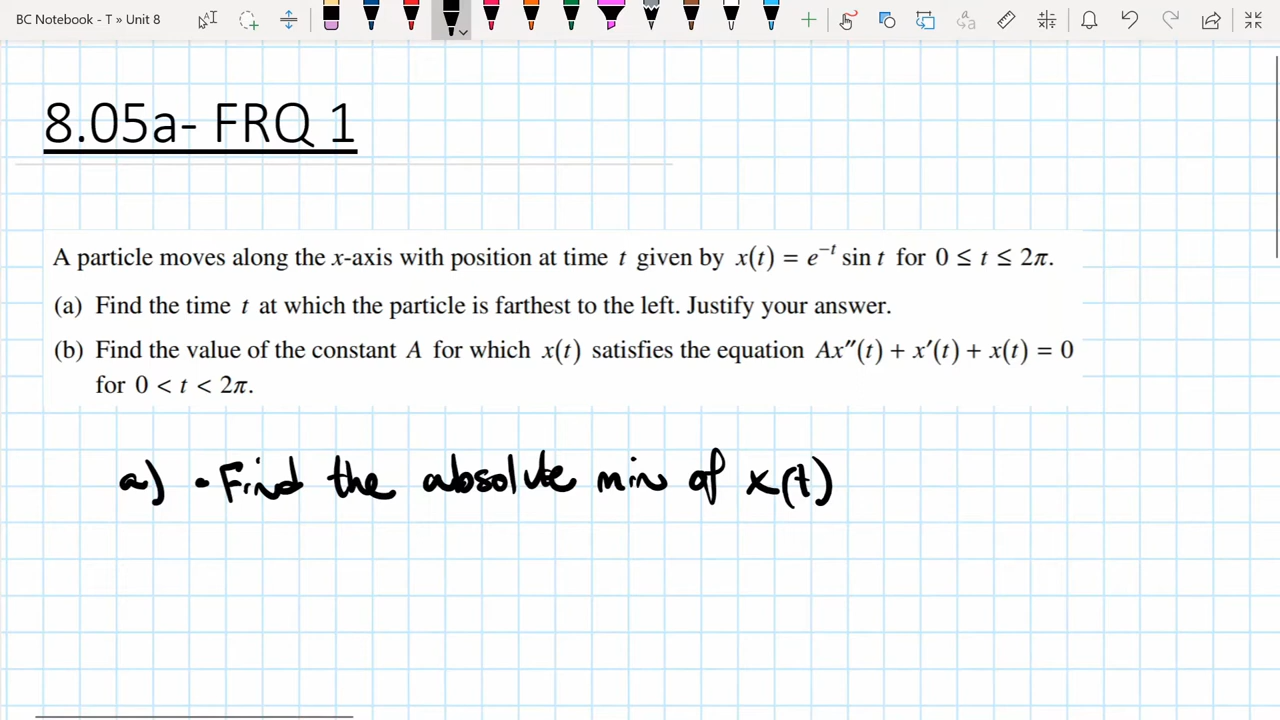 BC Notebook - T » Unit 8
8.05a- FRQ 1
A particle moves along the x-axis with position at time t given by x(t) = e⁻ᵗ sin t for 0 ≤ t ≤ 2π.
(a) Find the time t at which the particle is farthest to the left. Justify your answer.
(b) Find the value of the constant A for which x(t) satisfies the equation Ax″(t) + x′(t) + x(t) = 0
for 0 < t < 2π.
a) • Find the absolute min of x(t)